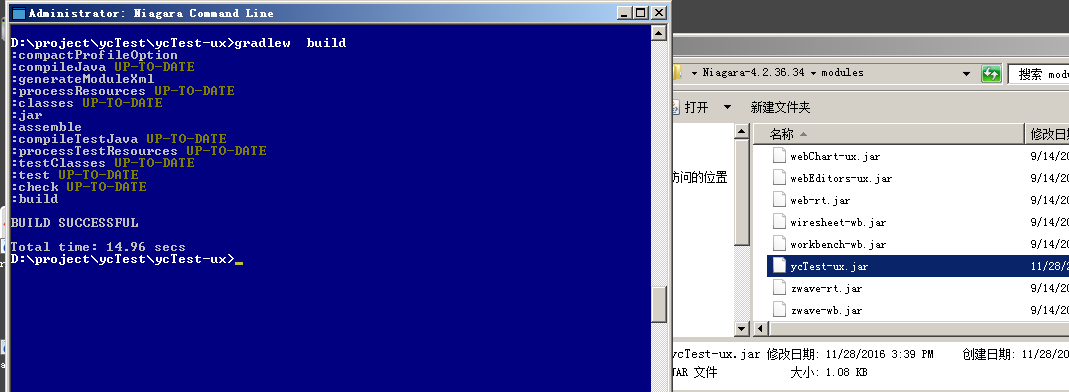 Administrator: Niagara Command Line
D:\project\ycTest\ycTest-ux>gradlew  build
:compactProfileOption
:compileJava UP-TO-DATE
:generateModuleXml
:processResources UP-TO-DATE
:classes UP-TO-DATE
:jar
:assemble
:compileTestJava UP-TO-DATE
:processTestResources UP-TO-DATE
:testClasses UP-TO-DATE
:test UP-TO-DATE
:check UP-TO-DATE
:build
BUILD SUCCESSFUL
Total time: 14.96 secs
D:\project\ycTest\ycTest-ux>
Niagara-4.2.36.34 modules
搜索 mod
打开 新建文件夹
访问的位置
名称 修改日期
webChart-ux.jar 9/14/20
webEditors-ux.jar 9/14/20
web-rt.jar 9/14/20
wiresheet-wb.jar 9/14/20
workbench-wb.jar 9/14/20
ycTest-ux.jar 11/28/
zwave-rt.jar 9/14/20
zwave-wb.jar 9/14/20
ycTest-ux.jar 修改日期: 11/28/2016 3:39 PM 创建日期: 11/28/
JAR 文件 大小: 1.08 KB